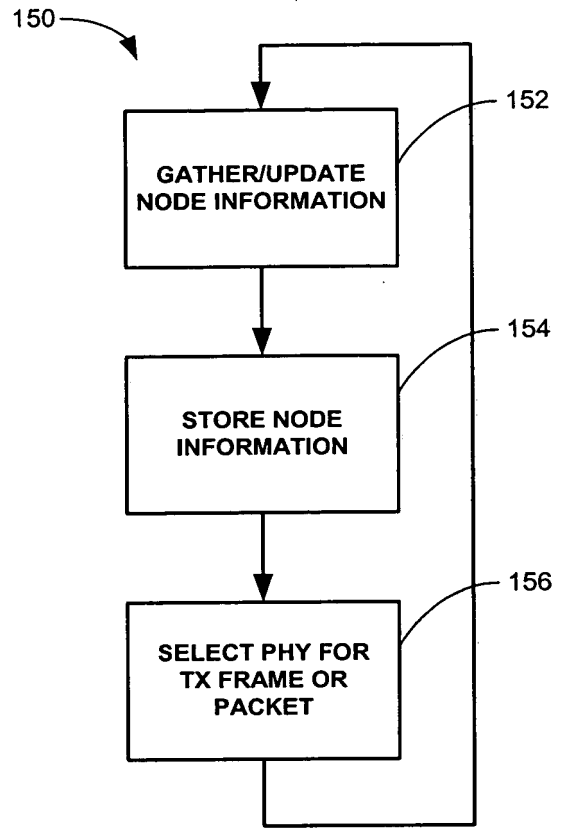 150
152
GATHER/UPDATE
NODE INFORMATION
154
STORE NODE
INFORMATION
156
SELECT PHY FOR
TX FRAME OR
PACKET